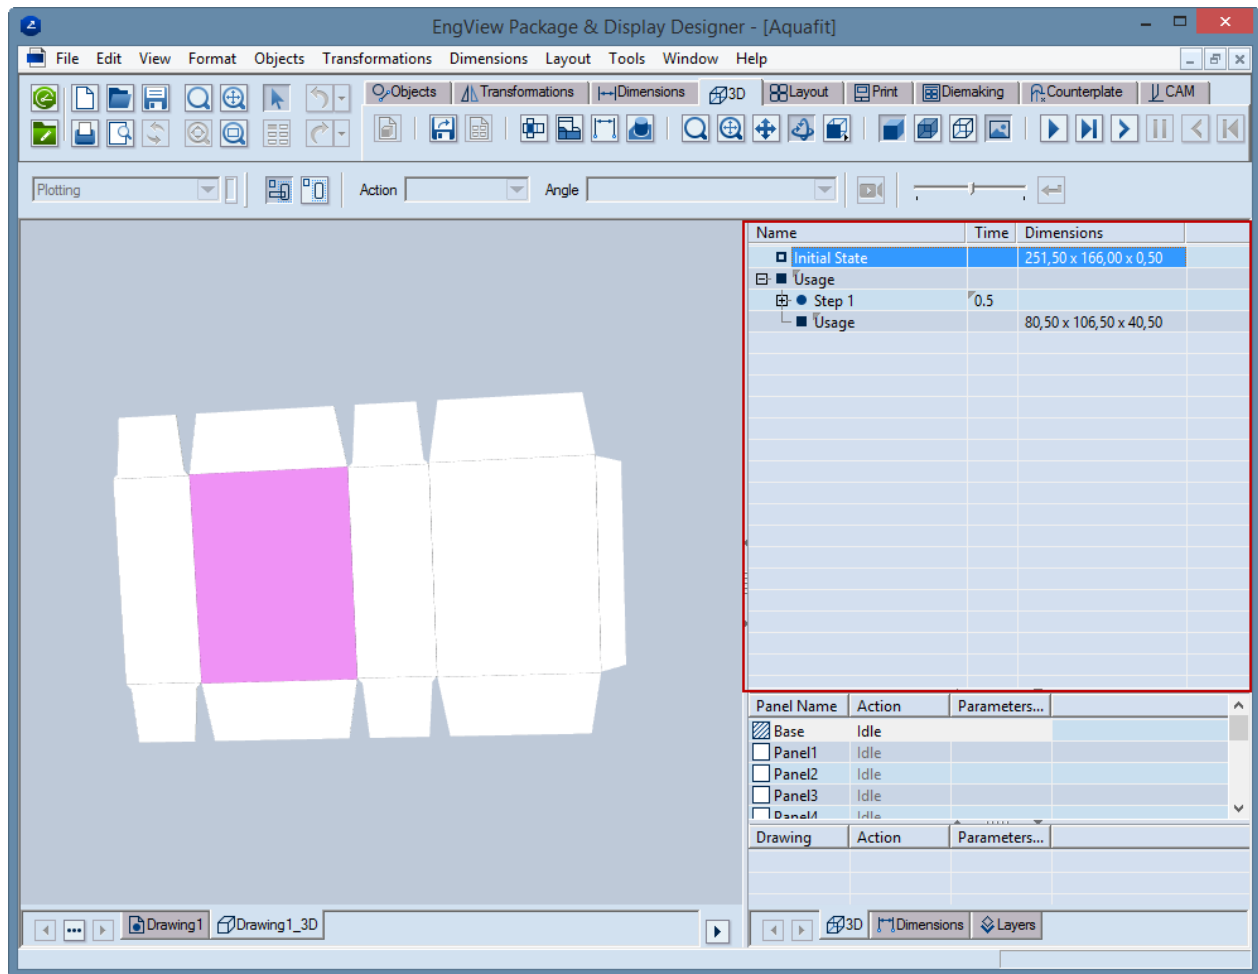 EngView Package & Display Designer - [Aquafit]
File Edit View Format Objects Transformations Dimensions Layout Tools Window Help
Objects Transformations Dimensions 3D Layout Print Diemaking Counterplate CAM
Plotting Action Angle
Name Time Dimensions
Initial State 251,50 x 166,00 x 0,50
Usage
Step 1 0.5
Usage 80,50 x 106,50 x 40,50
Panel Name Action Parameters...
Base Idle
Panel1 Idle
Panel2 Idle
Panel3 Idle
Panel4 Idle
Drawing Action Parameters...
Drawing1 Drawing1_3D 3D Dimensions Layers